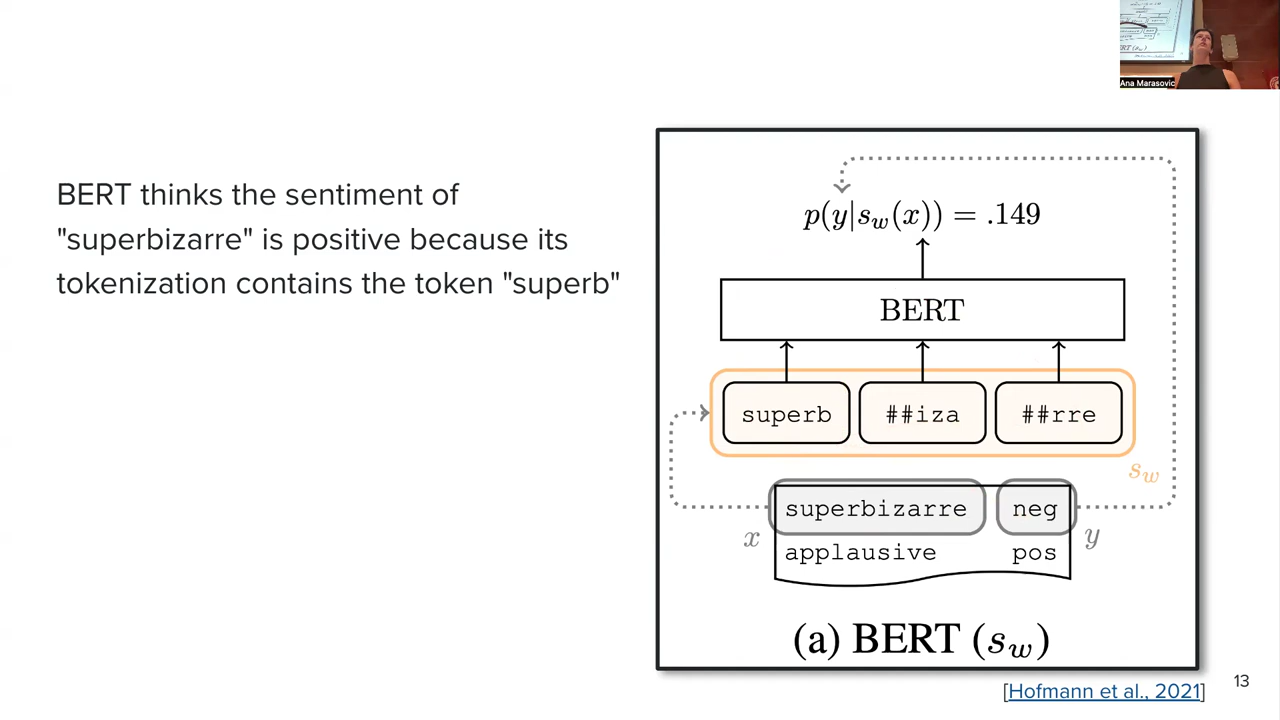 Ana Marasovic
BERT thinks the sentiment of
"superbizarre" is positive because its
tokenization contains the token "superb"
p(y|s_w(x)) = .149
BERT
superb ##iza ##rre
s_w
superbizarre neg
x y
applausive pos
(a) BERT (s_w)
[Hofmann et al., 2021]
13